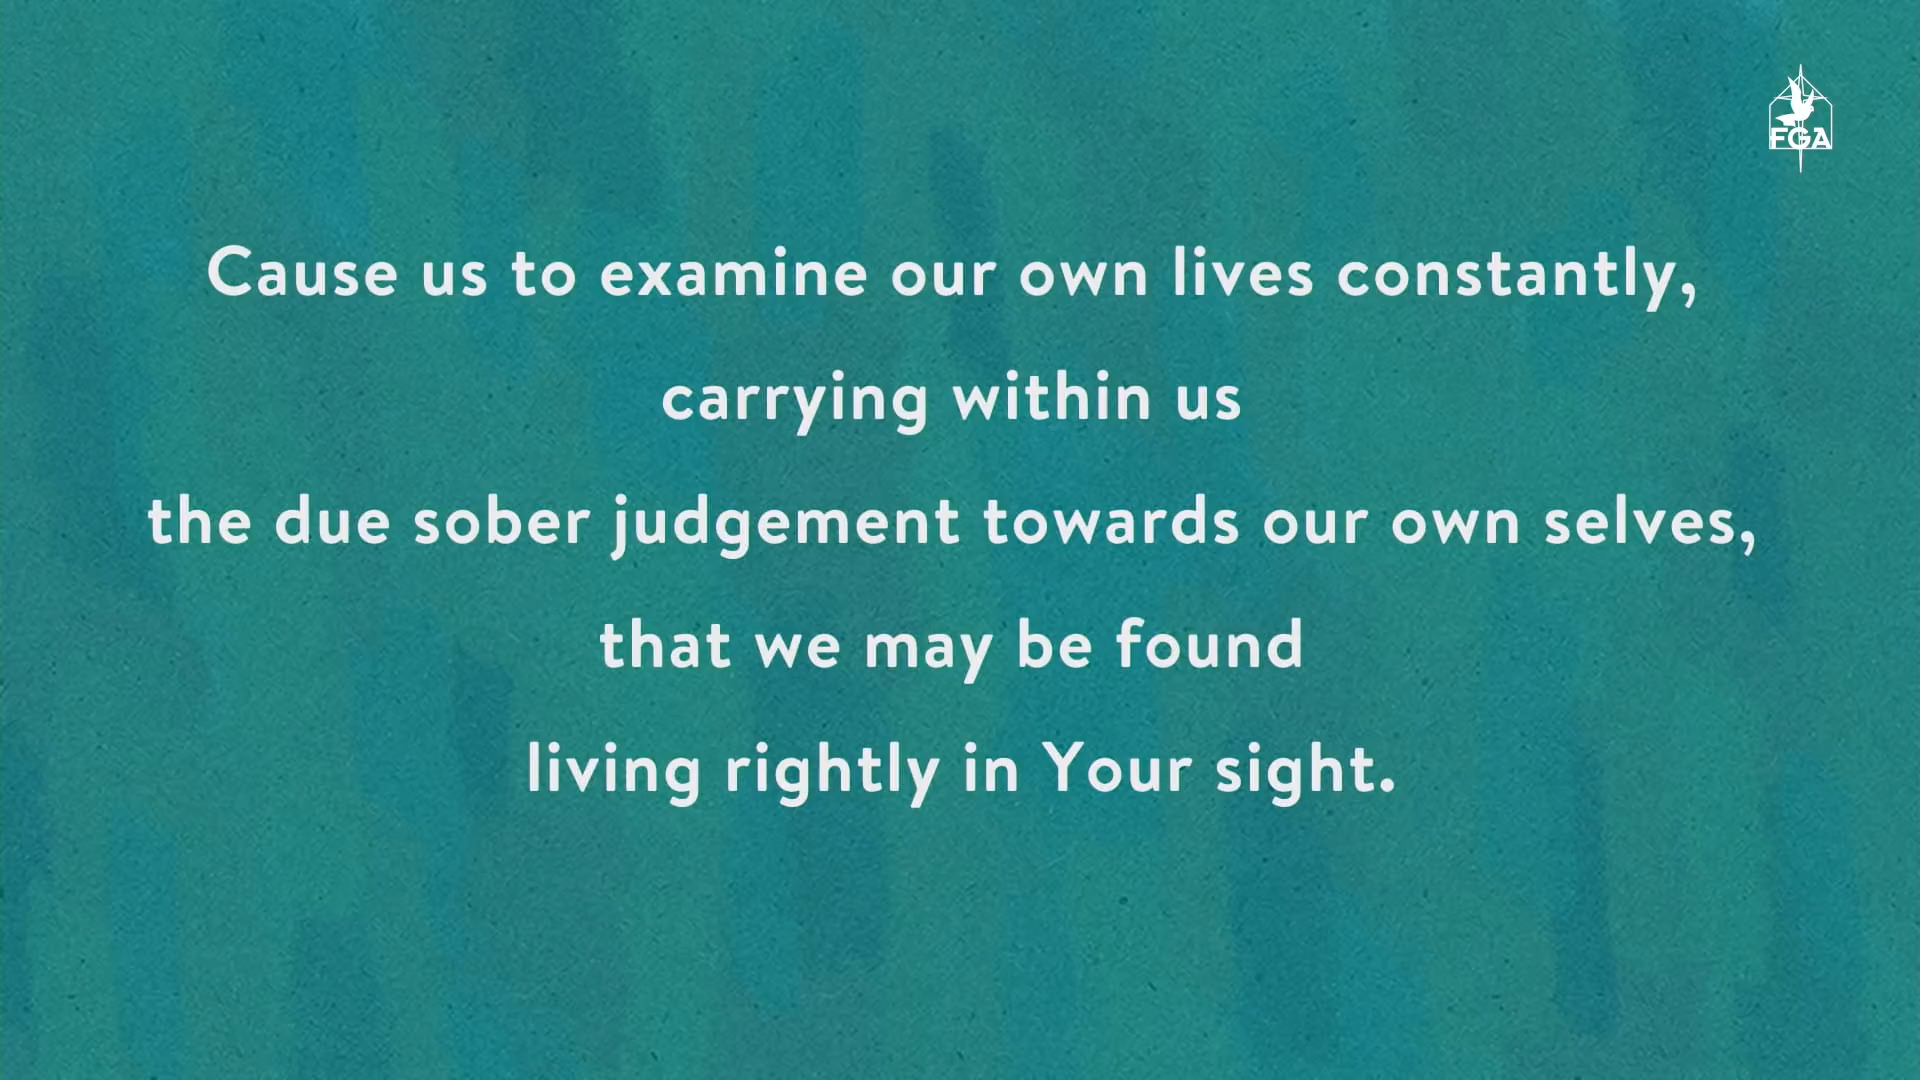 FGA
Cause us to examine our own lives constantly,
carrying within us
the due sober judgement towards our own selves,
that we may be found
living rightly in Your sight.